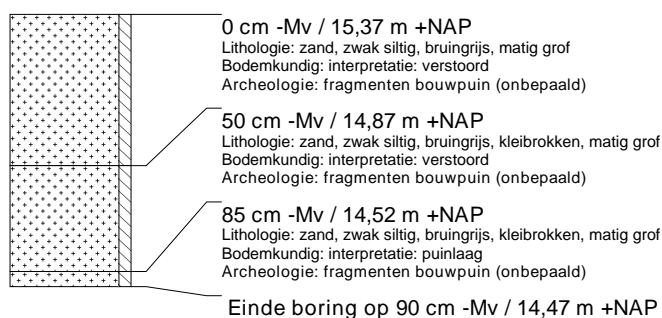 0 cm -Mv / 15,37 m +NAP
Lithologie: zand, zwak siltig, bruingrijs, matig grof
Bodemkundig: interpretatie: verstoord
Archeologie: fragmenten bouwpuin (onbepaald)
50 cm -Mv / 14,87 m +NAP
Lithologie: zand, zwak siltig, bruingrijs, kleibrokken, matig grof
Bodemkundig: interpretatie: verstoord
Archeologie: fragmenten bouwpuin (onbepaald)
85 cm -Mv / 14,52 m +NAP
Lithologie: zand, zwak siltig, bruingrijs, kleibrokken, matig grof
Bodemkundig: interpretatie: puinlaag
Archeologie: fragmenten bouwpuin (onbepaald)
Einde boring op 90 cm -Mv / 14,47 m +NAP